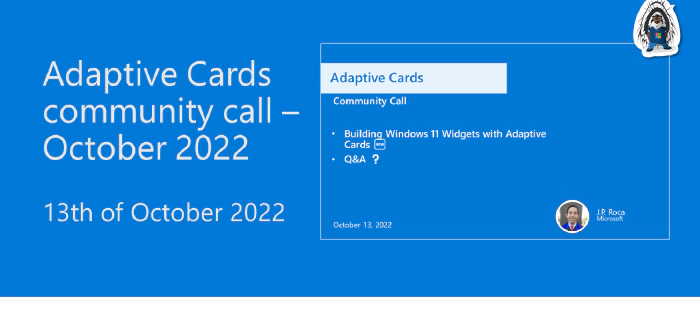 Adaptive Cards
community call –
October 2022
13th of October 2022
Adaptive Cards
Community Call
• Building Windows 11 Widgets with Adaptive
Cards 🆕
• Q&A ❓
October 13, 2022
J.P. Roca
Microsoft